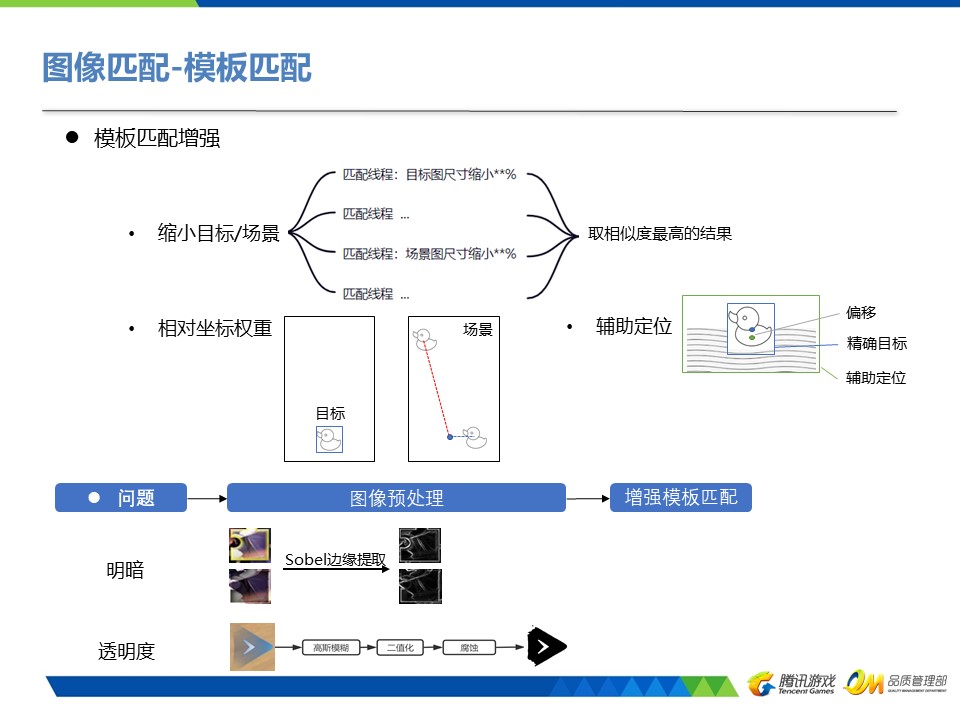 图像匹配-模板匹配
● 模板匹配增强
• 缩小目标/场景
匹配线程：目标图尺寸缩小**%
匹配线程 ...
匹配线程：场景图尺寸缩小**%
匹配线程 ...
取相似度最高的结果
• 相对坐标权重
目标
场景
• 辅助定位
偏移
精确目标
辅助定位
● 问题
图像预处理
增强模板匹配
明暗
Sobel边缘提取
透明度
高斯模糊
二值化
腐蚀
腾讯游戏
Tencent Games
QM
品质管理部
QUALITY MANAGEMENT DEPARTMENT